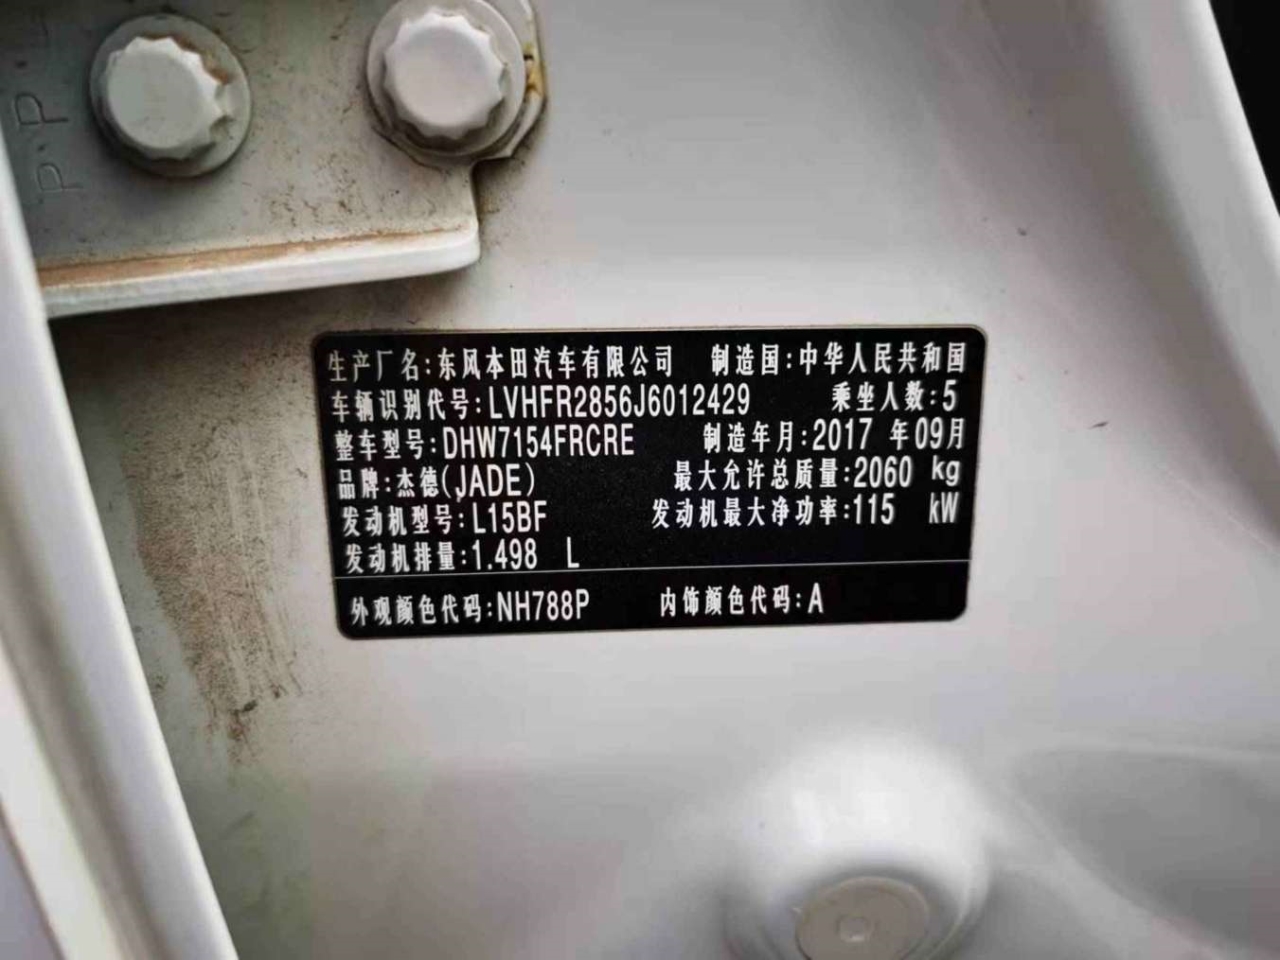 P.P
P
生产厂名:东风本田汽车有限公司 制造国:中华人民共和国
车辆识别代号:LVHFR2856J6012429 乘坐人数:5
整车型号:DHW7154FRCRE 制造年月:2017 年09月
品牌:杰德(JADE) 最大允许总质量:2060 kg
发动机型号:L15BF 发动机最大净功率:115 kW
发动机排量:1.498 L
外观颜色代码:NH788P 内饰颜色代码:A